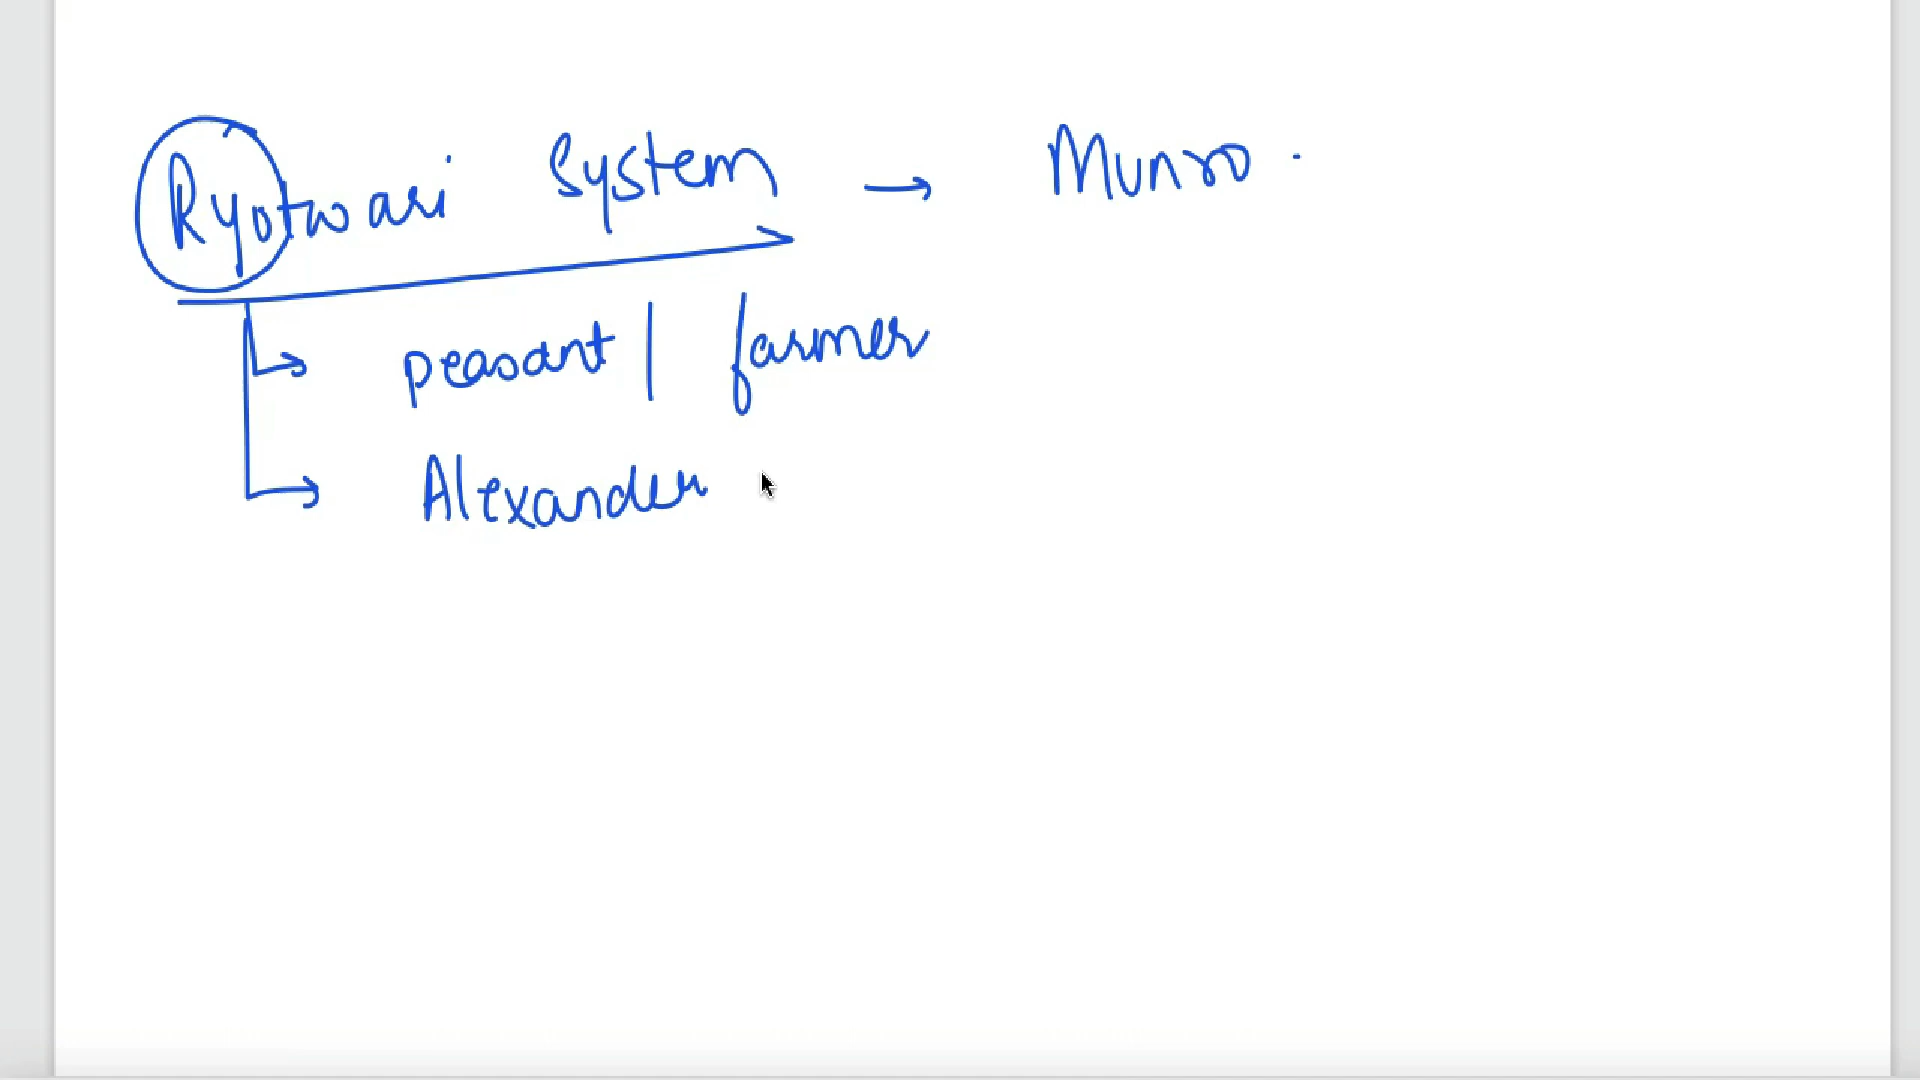 Ryotwari System → Munro.
→ peasant | farmer
→ Alexander